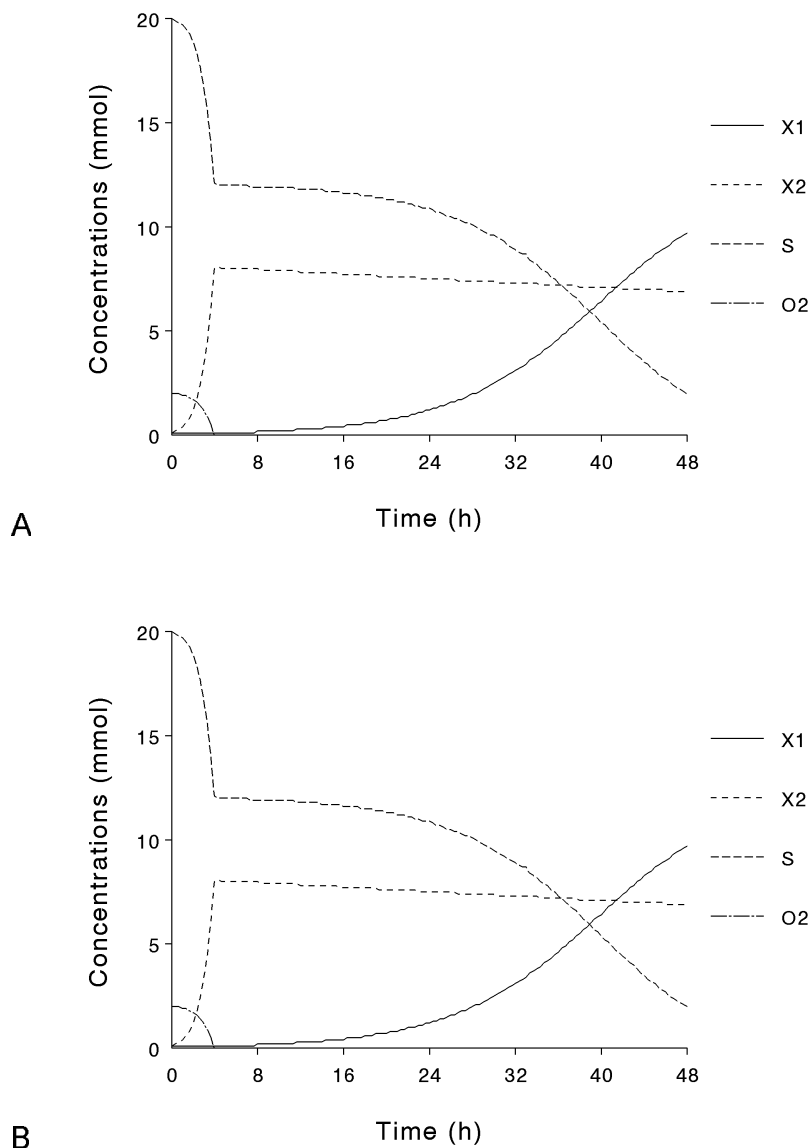 20
15
10
5
0
Concentrations (mmol)
0 8 16 24 32 40 48
Time (h)
X1
X2
S
O2
A
20
15
10
5
0
Concentrations (mmol)
0 8 16 24 32 40 48
Time (h)
X1
X2
S
O2
B